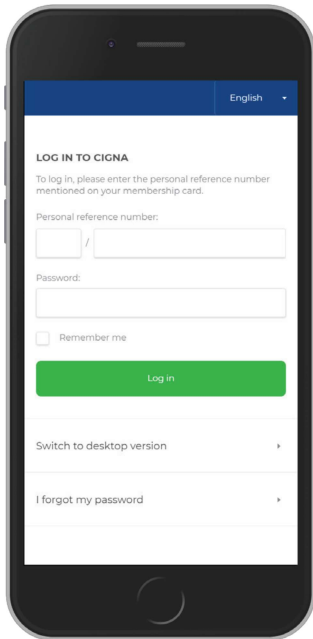 English
LOG IN TO CIGNA
To log in, please enter the personal reference number
mentioned on your membership card.
Personal reference number:
/
Password:
Remember me
Log in
Switch to desktop version
I forgot my password